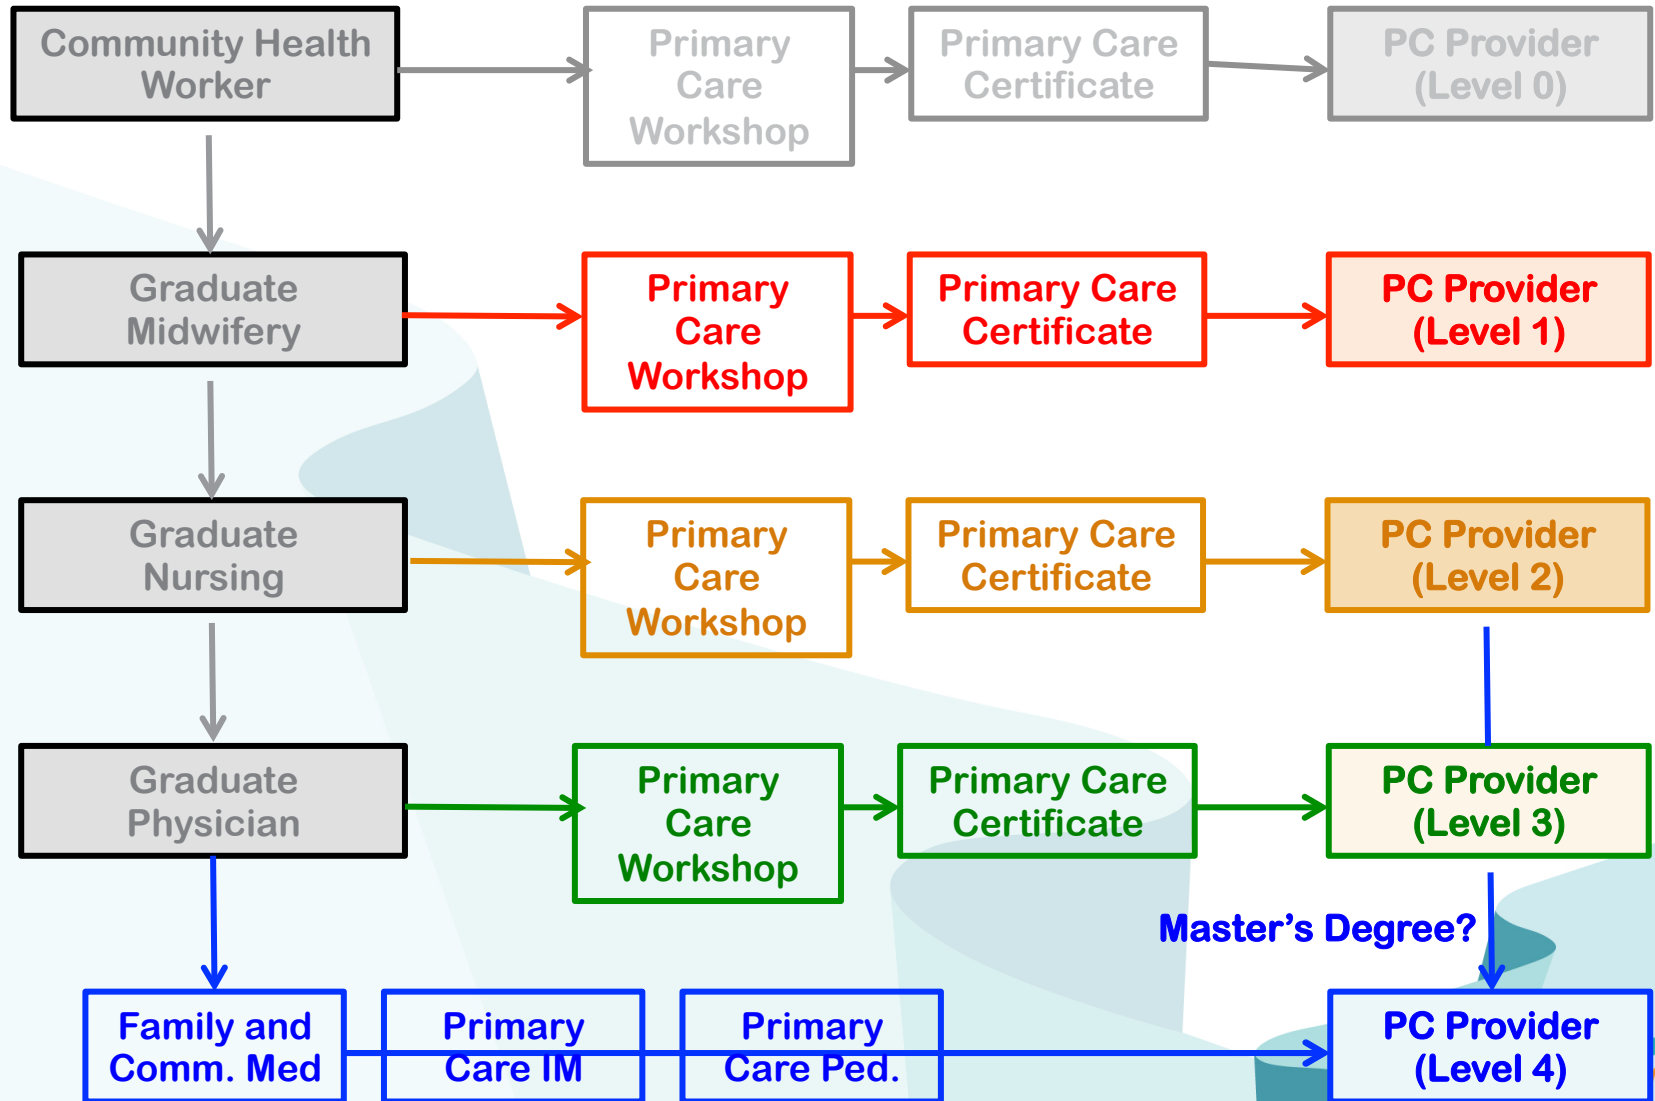 Community Health
Worker
Primary
Care
Workshop
Primary Care
Certificate
PC Provider
(Level 0)
Graduate
Midwifery
Primary
Care
Workshop
Primary Care
Certificate
PC Provider
(Level 1)
Graduate
Nursing
Primary
Care
Workshop
Primary Care
Certificate
PC Provider
(Level 2)
Graduate
Physician
Primary
Care
Workshop
Primary Care
Certificate
PC Provider
(Level 3)
Master’s Degree?
Family and
Comm. Med
Primary
Care IM
Primary
Care Ped.
PC Provider
(Level 4)